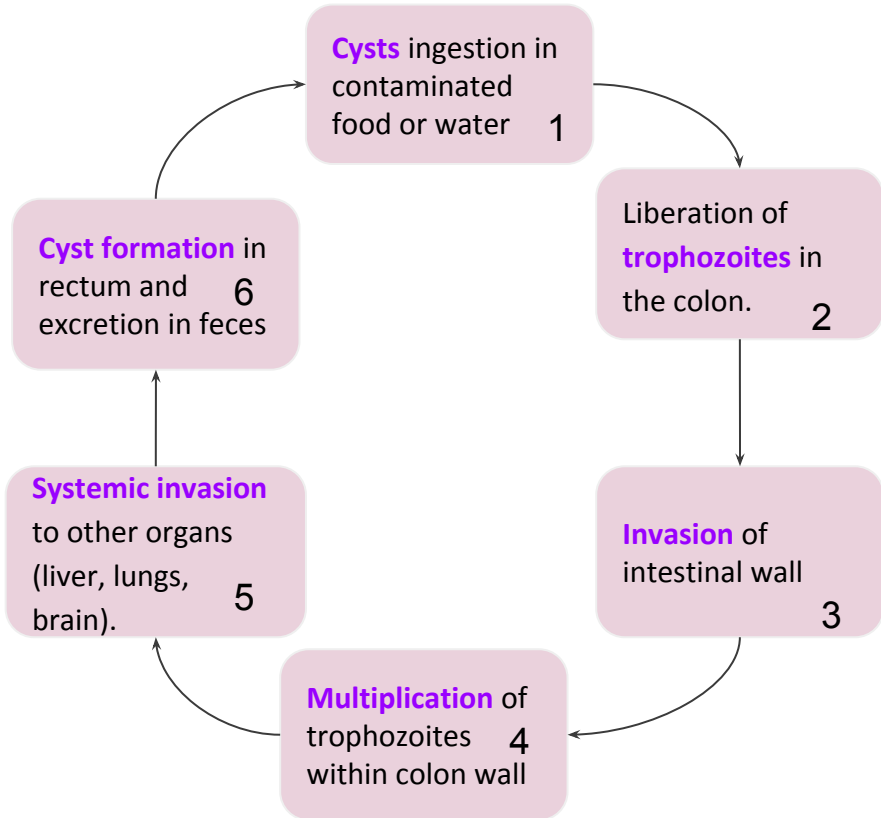 Cysts ingestion in
contaminated
food or water 1
Liberation of
trophozoites in
the colon. 2
Invasion of
intestinal wall
3
Multiplication of
trophozoites 4
within colon wall
Systemic invasion
to other organs
(liver, lungs, 5
brain).
Cyst formation in
rectum and 6
excretion in feces